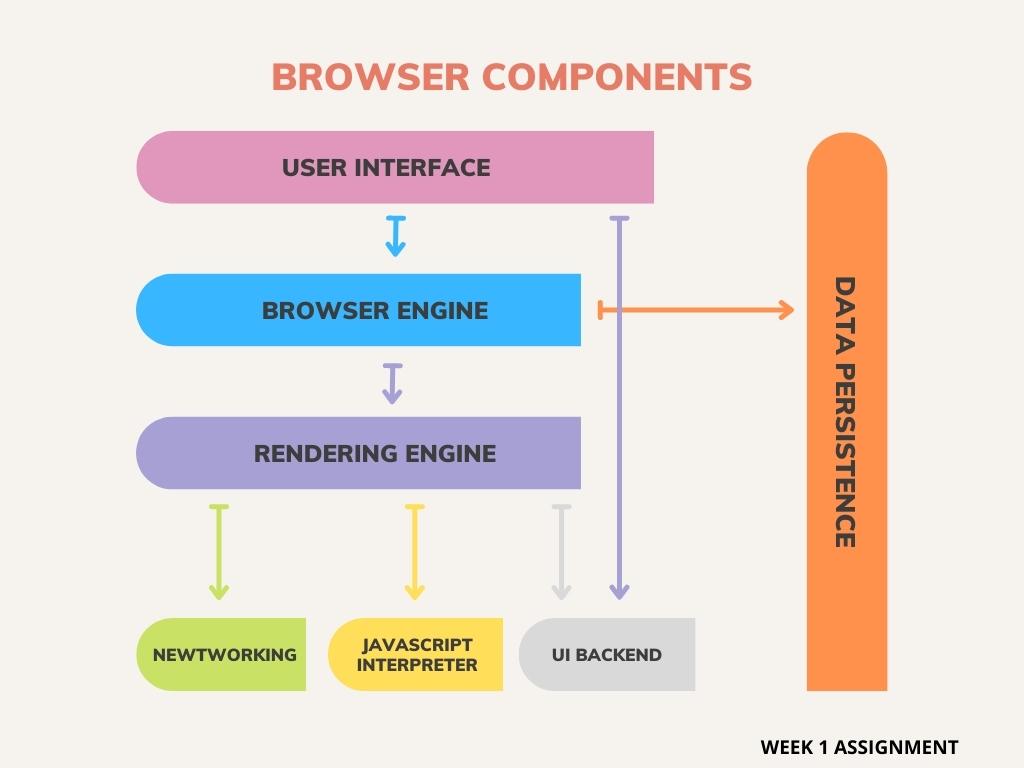 BROWSER COMPONENTS
USER INTERFACE
BROWSER ENGINE
RENDERING ENGINE
DATA PERSISTENCE
NEWTWORKING
JAVASCRIPT
INTERPRETER
UI BACKEND
WEEK 1 ASSIGNMENT